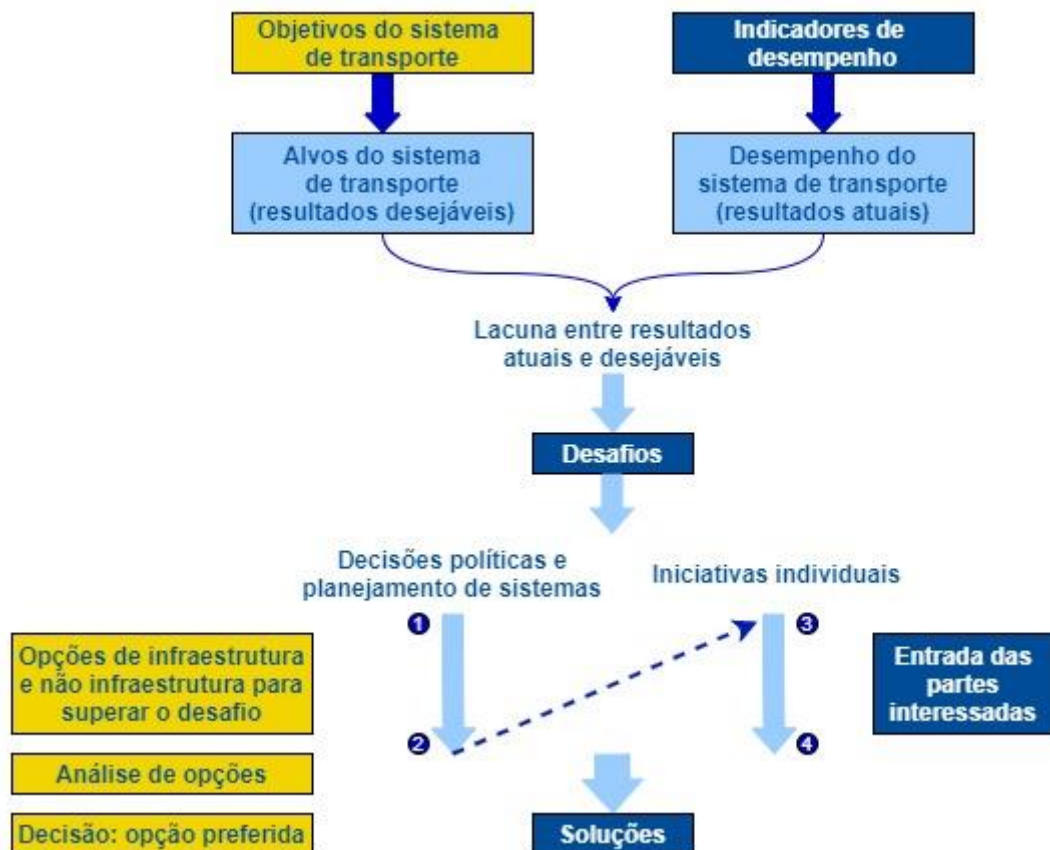 Objetivos do sistema
de transporte
Indicadores de
desempenho
Alvos do sistema
de transporte
(resultados desejáveis)
Desempenho do
sistema de transporte
(resultados atuais)
Lacuna entre resultados
atuais e desejáveis
Desafios
Decisões políticas e
planejamento de sistemas
Iniciativas individuais
1
3
Opções de infraestrutura
e não infraestrutura para
superar o desafio
Entrada das
partes
interessadas
2
4
Análise de opções
Decisão: opção preferida
Soluções